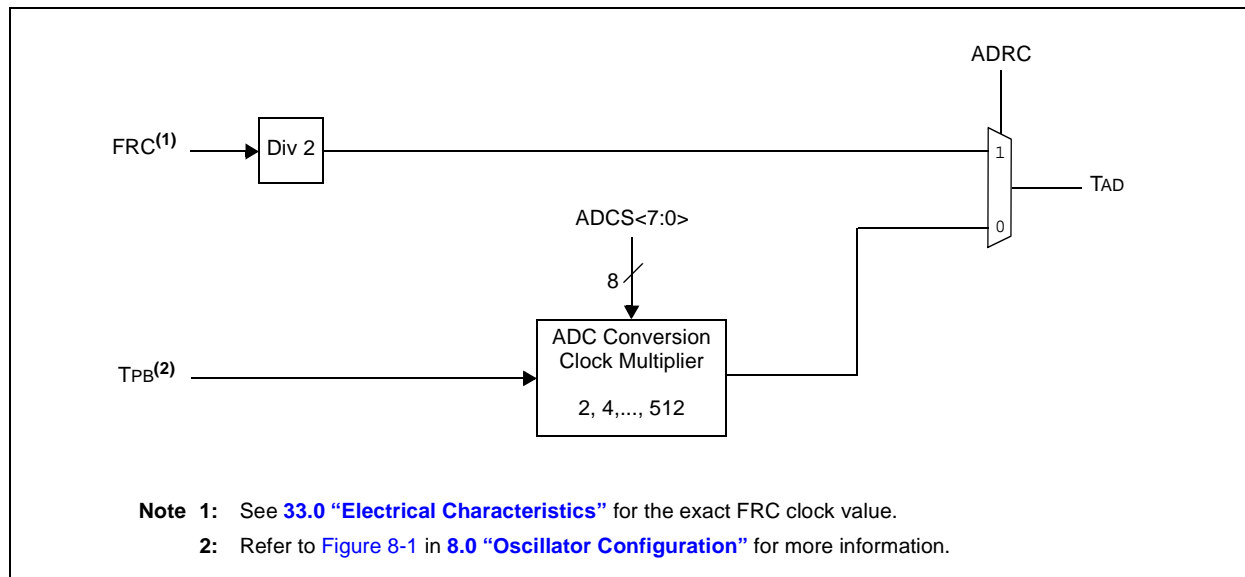 ADRC
FRC(1)
Div 2
1
TAD
ADCS<7:0>
0
8
ADC Conversion
Clock Multiplier
TPB(2)
2, 4,..., 512
Note 1: See 33.0 “Electrical Characteristics” for the exact FRC clock value.
2: Refer to Figure 8-1 in 8.0 “Oscillator Configuration” for more information.